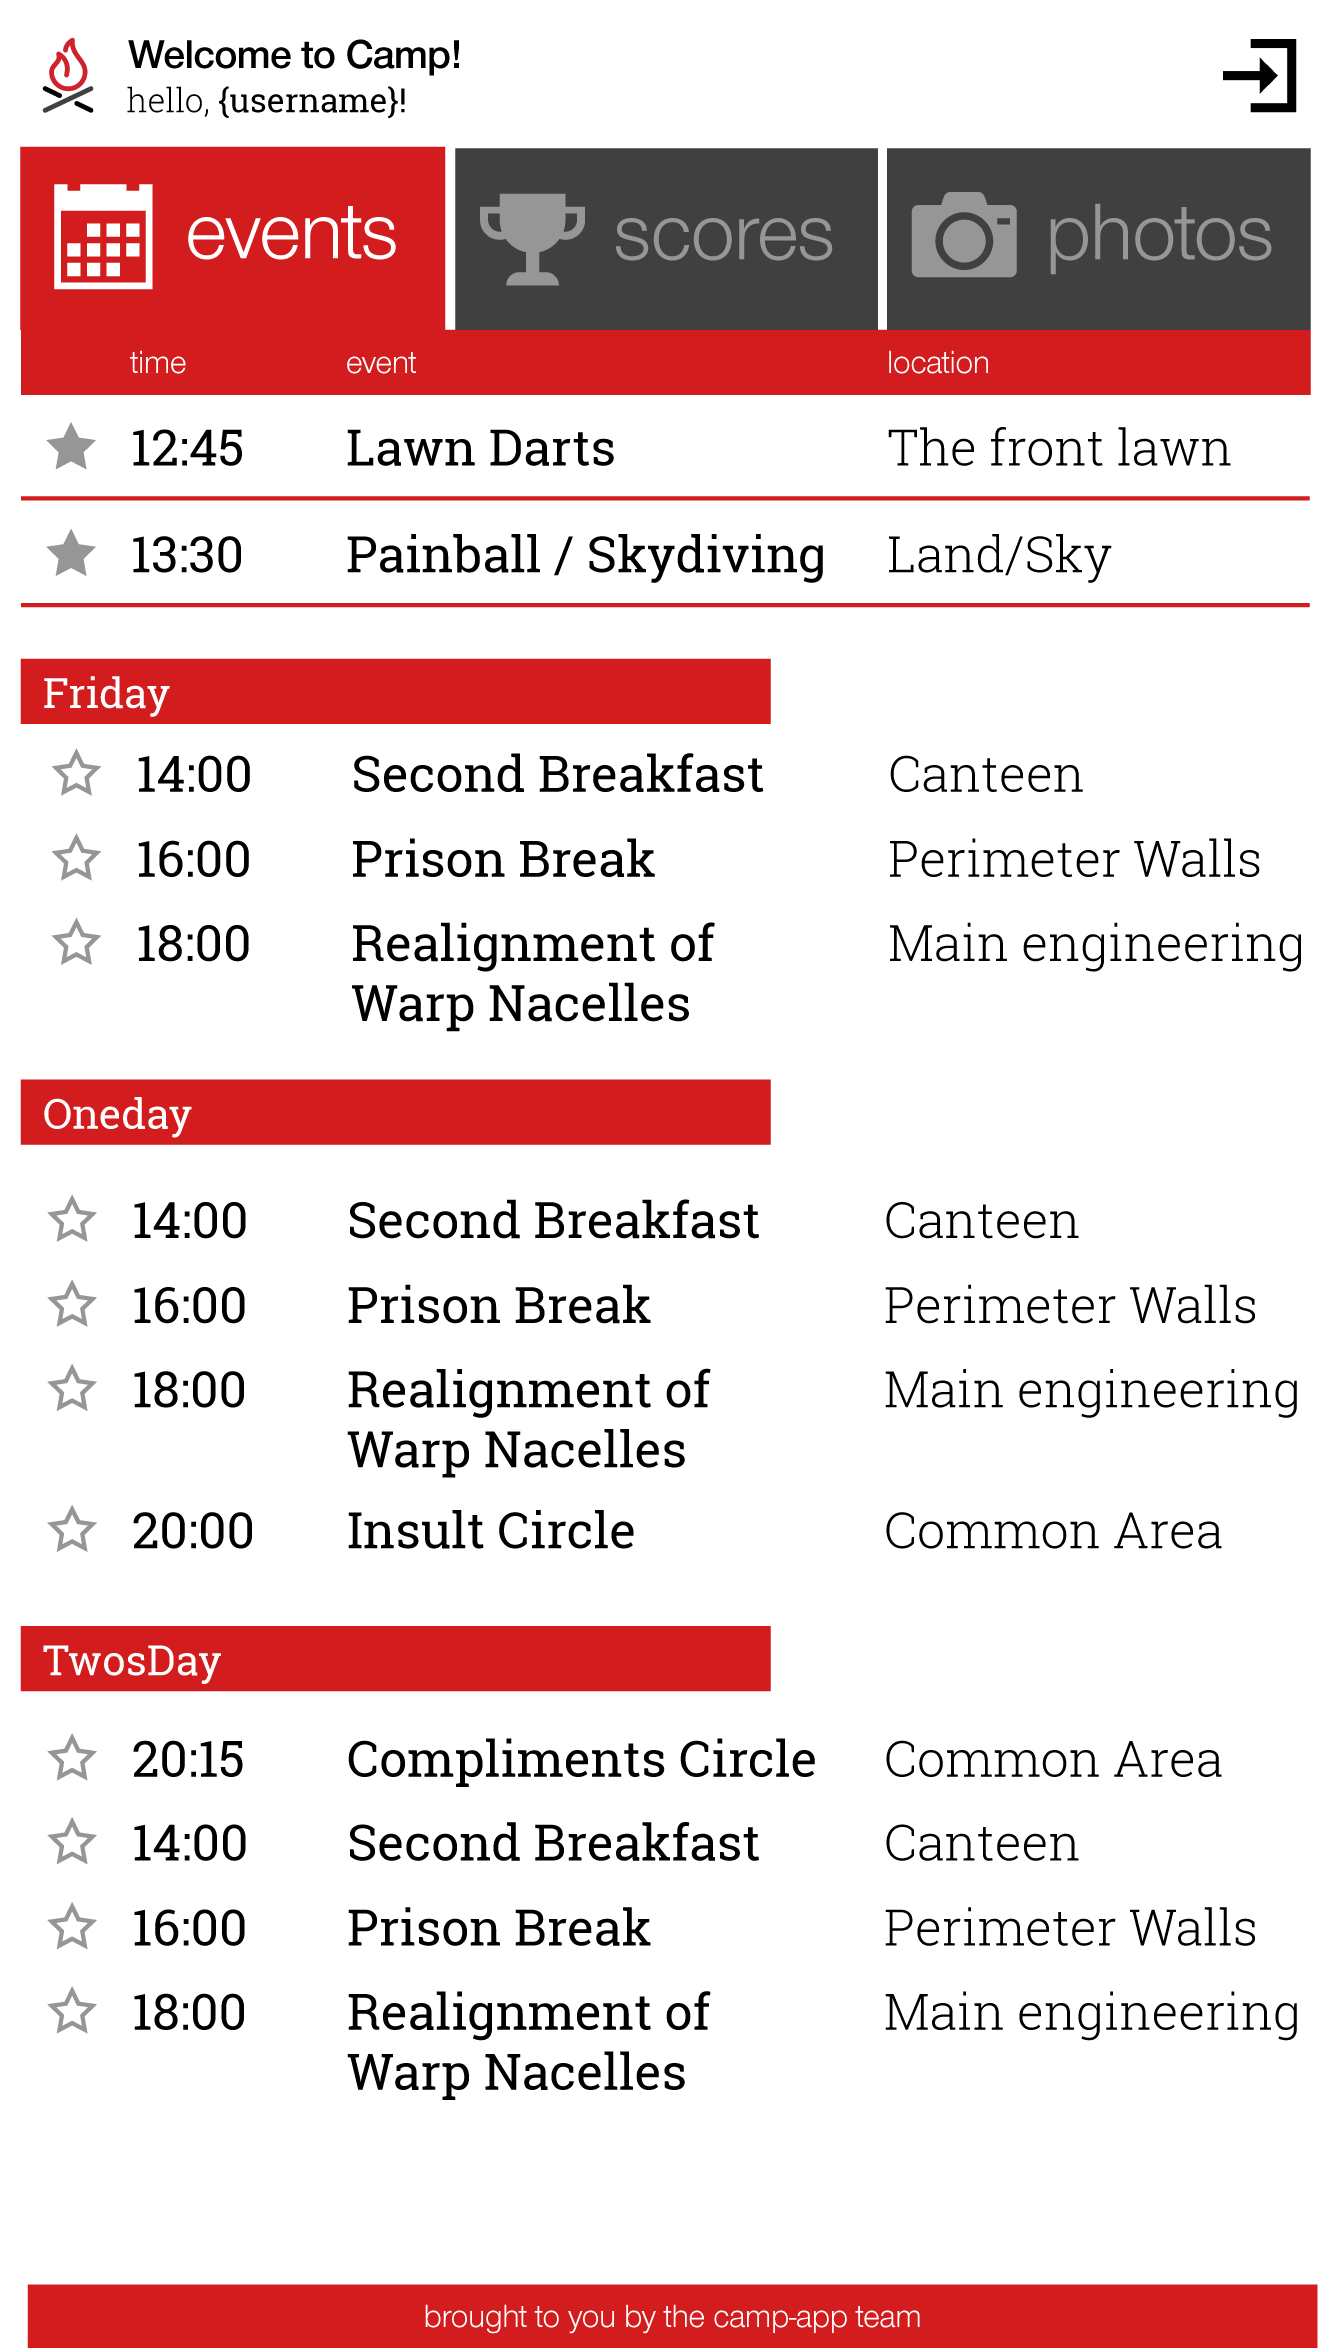 Welcome to Camp!
hello, {username}!
events scores photos
time event location
12:45 Lawn Darts The front lawn
13:30 Painball / Skydiving Land/Sky
Friday
14:00 Second Breakfast Canteen
16:00 Prison Break Perimeter Walls
18:00 Realignment of Main engineering
Warp Nacelles
Oneday
14:00 Second Breakfast Canteen
16:00 Prison Break Perimeter Walls
18:00 Realignment of Main engineering
Warp Nacelles
20:00 Insult Circle Common Area
TwosDay
20:15 Compliments Circle Common Area
14:00 Second Breakfast Canteen
16:00 Prison Break Perimeter Walls
18:00 Realignment of Main engineering
Warp Nacelles
brought to you by the camp-app team